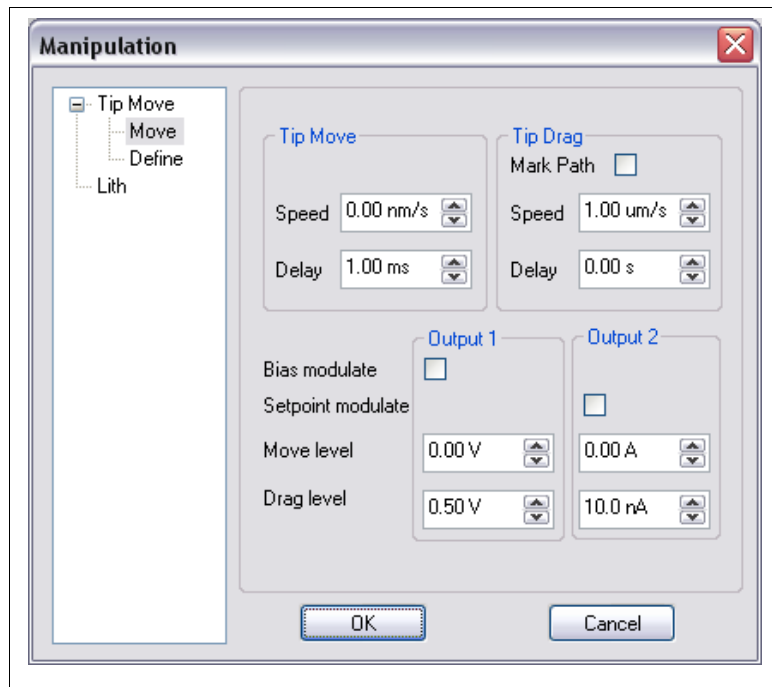 Manipulation
Tip Move
Move
Define
Lith
Tip Move
Speed 0.00 nm/s
Delay 1.00 ms
Tip Drag
Mark Path
Speed 1.00 um/s
Delay 0.00 s
Output 1 Output 2
Bias modulate
Setpoint modulate
Move level 0.00 V 0.00 A
Drag level 0.50 V 10.0 nA
OK Cancel